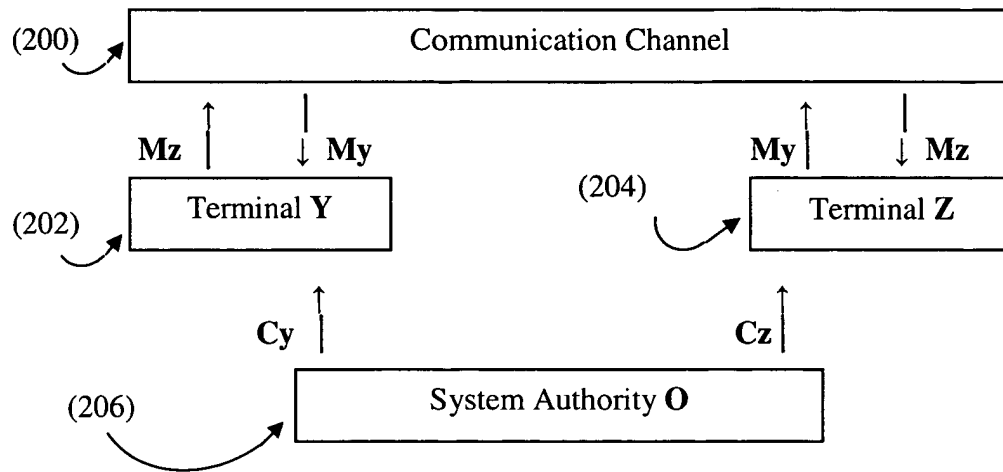 (200)
Communication Channel
Mz
My
My
Mz
(202)
Terminal Y
(204)
Terminal Z
Cy
Cz
(206)
System Authority O